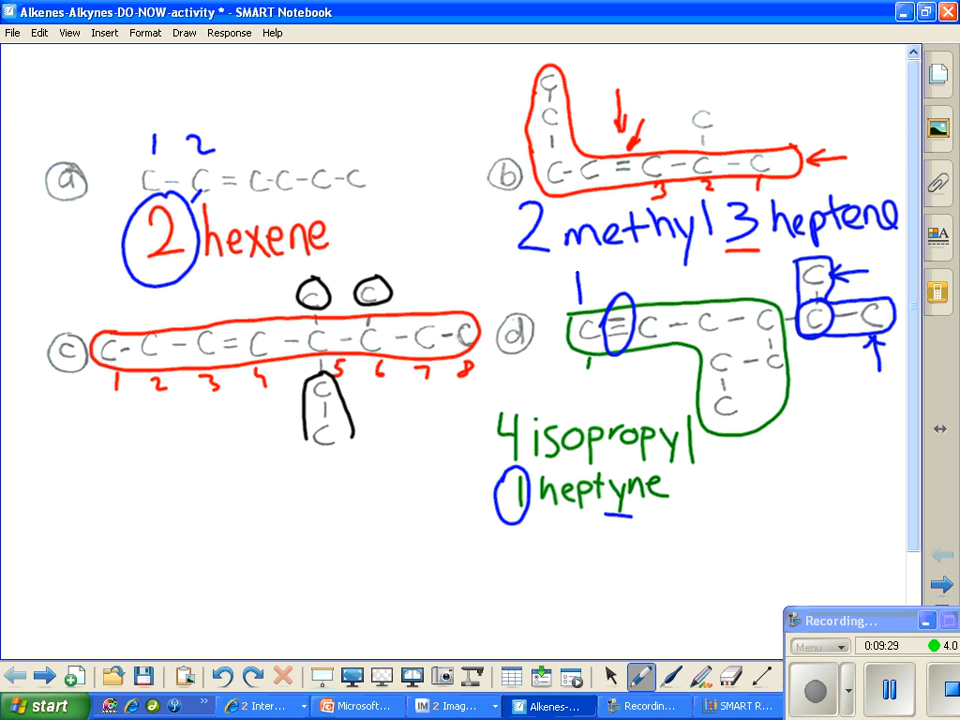 Alkenes-Alkynes-DO-NOW-activity * - SMART Notebook
File Edit View Insert Format Draw Response Help
1 2
a C - C = C - C - C - C
2 hexene
C
C C
b C - C = C - C - C
3 2 1
2 methyl 3 heptene
C C
c C - C - C = C - C - C - C - C
1 2 3 4 5 6 7 8
C
C
1 C
d C ≡ C - C - C - C - C
1 C - C
C
4 isopropyl
1 heptyne
Recording...
Menu 0:09:29 4.0
start 2 Inter... Microsoft... 2 Imag... Alkenes-... Recordin... SMART R...